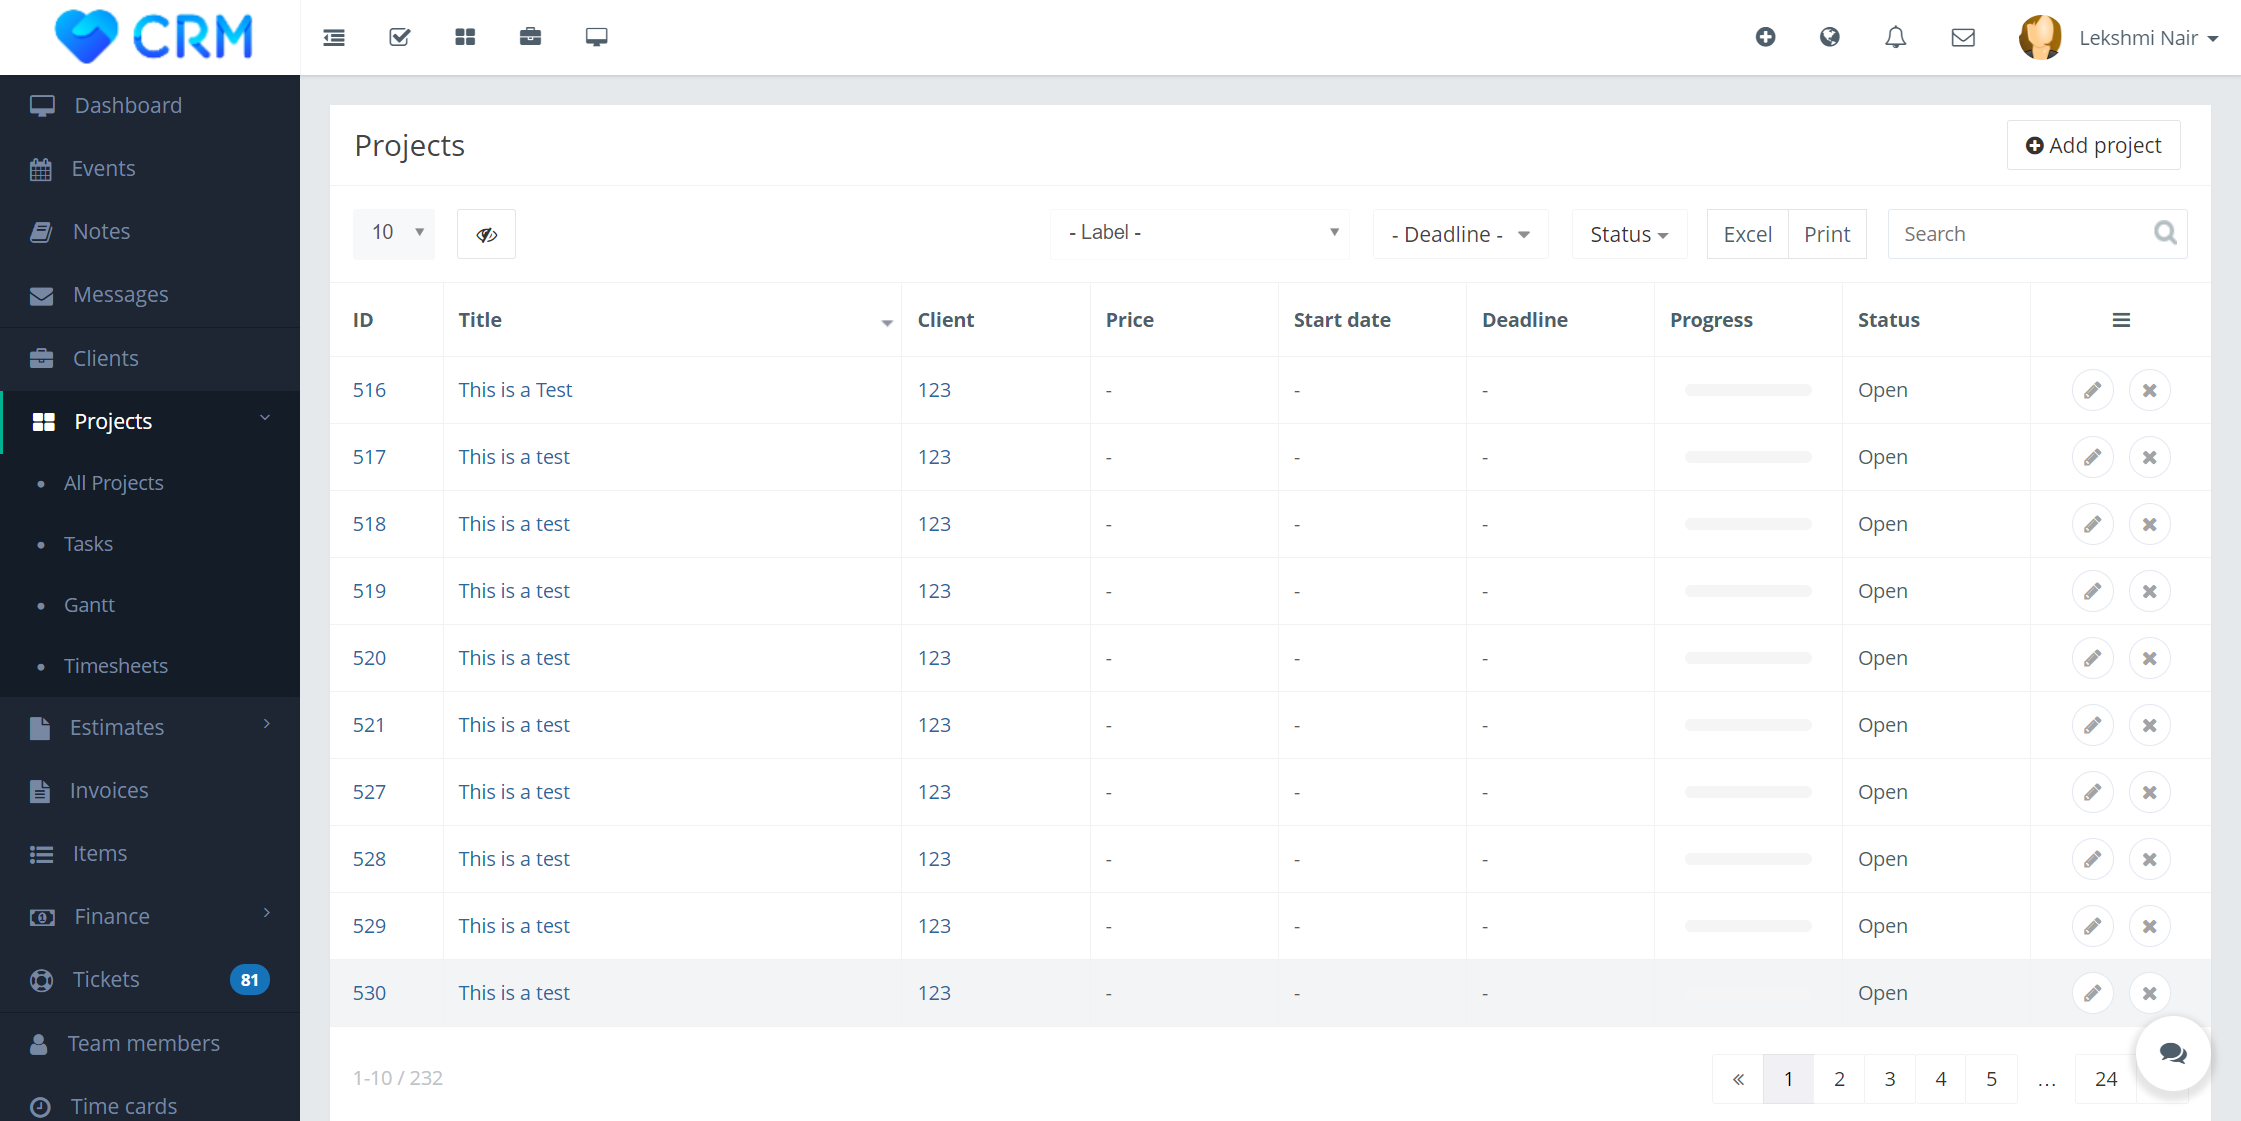 CRM
Lekshmi Nair
Dashboard
Events
Notes
Messages
Clients
Projects
All Projects
Tasks
Gantt
Timesheets
Estimates
Invoices
Items
Finance
Tickets 81
Team members
Time cards
Projects
Add project
10
- Label -
- Deadline -
Status
Excel
Print
Search
ID Title Client Price Start date Deadline Progress Status
516 This is a Test 123 - - - Open
517 This is a test 123 - - - Open
518 This is a test 123 - - - Open
519 This is a test 123 - - - Open
520 This is a test 123 - - - Open
521 This is a test 123 - - - Open
527 This is a test 123 - - - Open
528 This is a test 123 - - - Open
529 This is a test 123 - - - Open
530 This is a test 123 - - - Open
1-10 / 232
« 1 2 3 4 5 ... 24